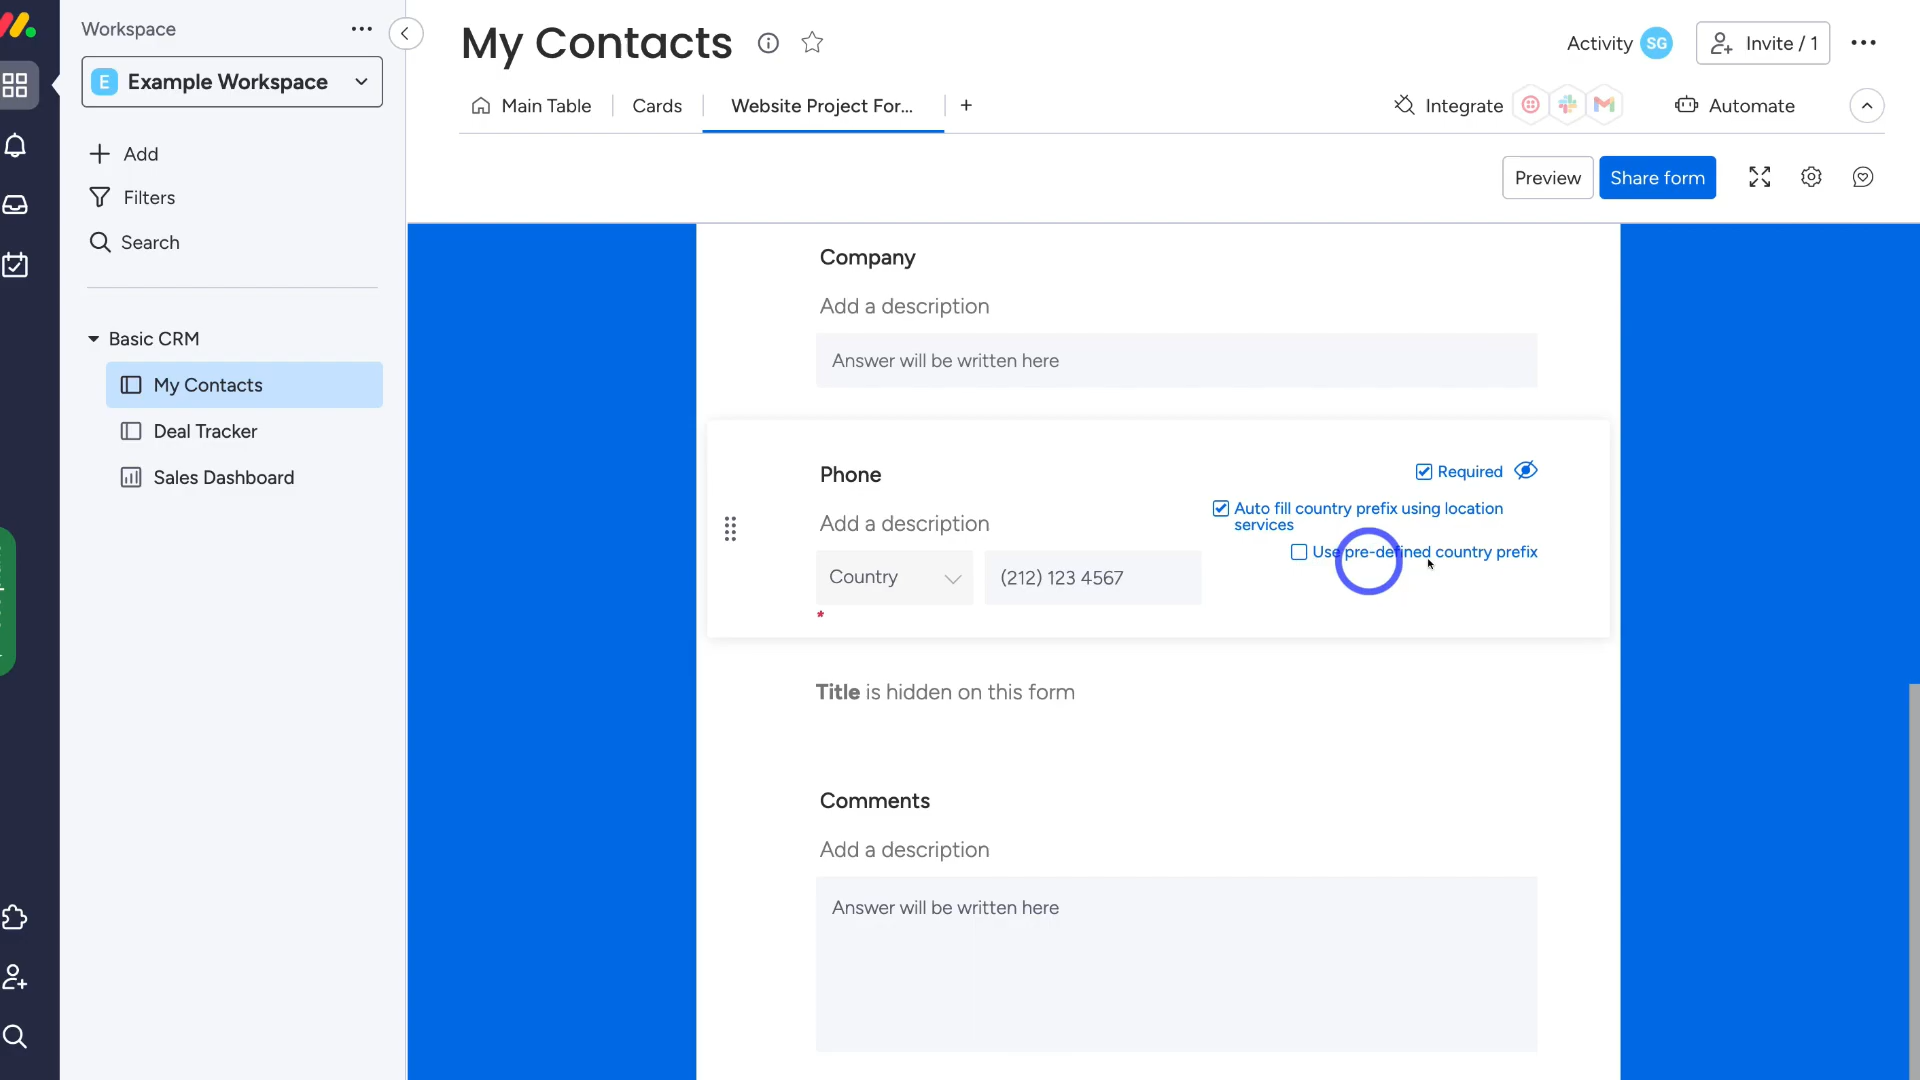 Workspace
E Example Workspace
Add
Filters
Search
Basic CRM
My Contacts
Deal Tracker
Sales Dashboard
My Contacts
Activity SG
Invite / 1
Main Table
Cards
Website Project For...
Integrate
Automate
Preview
Share form
Company
Add a description
Answer will be written here
Phone
Required
Auto fill country prefix using location
services
Add a description
Use pre-defined country prefix
Country
(212) 123 4567
*
Title is hidden on this form
Comments
Add a description
Answer will be written here